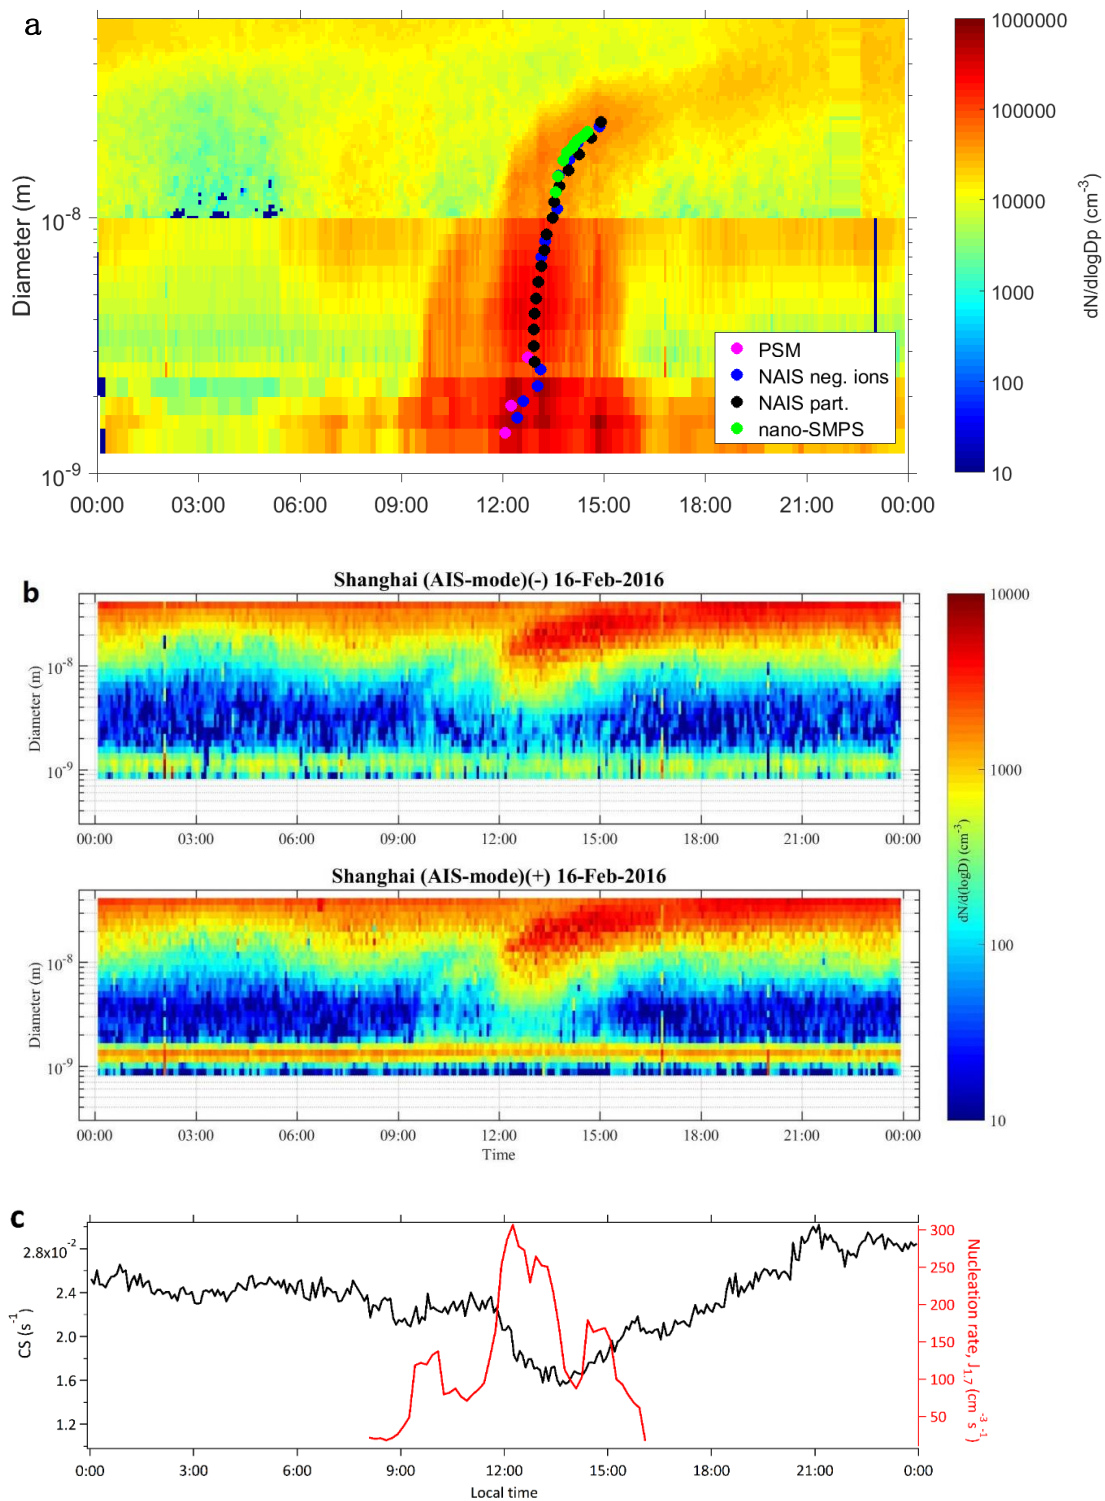 a
1000000
100000
10000
1000
100
10
dN/dlogDp (cm-3)
Diameter (m)
10-8
10-9
PSM
NAIS neg. ions
NAIS part.
nano-SMPS
00:00 03:00 06:00 09:00 12:00 15:00 18:00 21:00 00:00
b
Shanghai (AIS-mode)(-) 16-Feb-2016
Diameter (m)
10-8
10-9
00:00 03:00 06:00 09:00 12:00 15:00 18:00 21:00 00:00
10000
1000
100
10
dN/d(logD) (cm-3)
Shanghai (AIS-mode)(+) 16-Feb-2016
Diameter (m)
10-8
10-9
00:00 03:00 06:00 09:00 12:00 15:00 18:00 21:00 00:00
Time
c
CS (s-1)
2.8x10-2
2.4
2.0
1.6
1.2
300
250
200
150
100
50
Nucleation rate, J1.7 (cm-3 s-1)
0:00 3:00 6:00 9:00 12:00 15:00 18:00 21:00 0:00
Local time